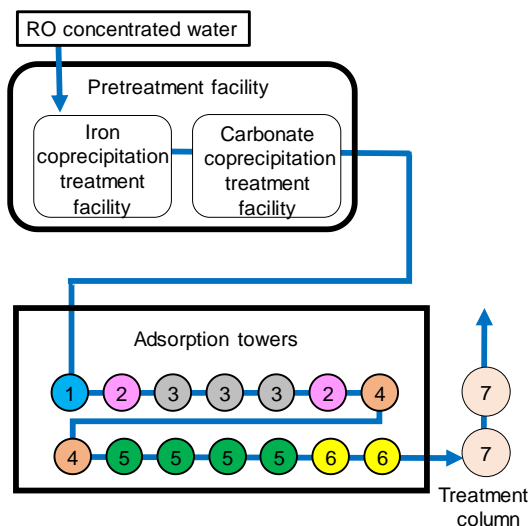 RO concentrated water
Pretreatment facility
Iron
coprecipitation
treatment
facility
Carbonate
coprecipitation
treatment
facility
Adsorption towers
1 2 3 3 3 2 4
4 5 5 5 5 6 6
7
7
Treatment
column